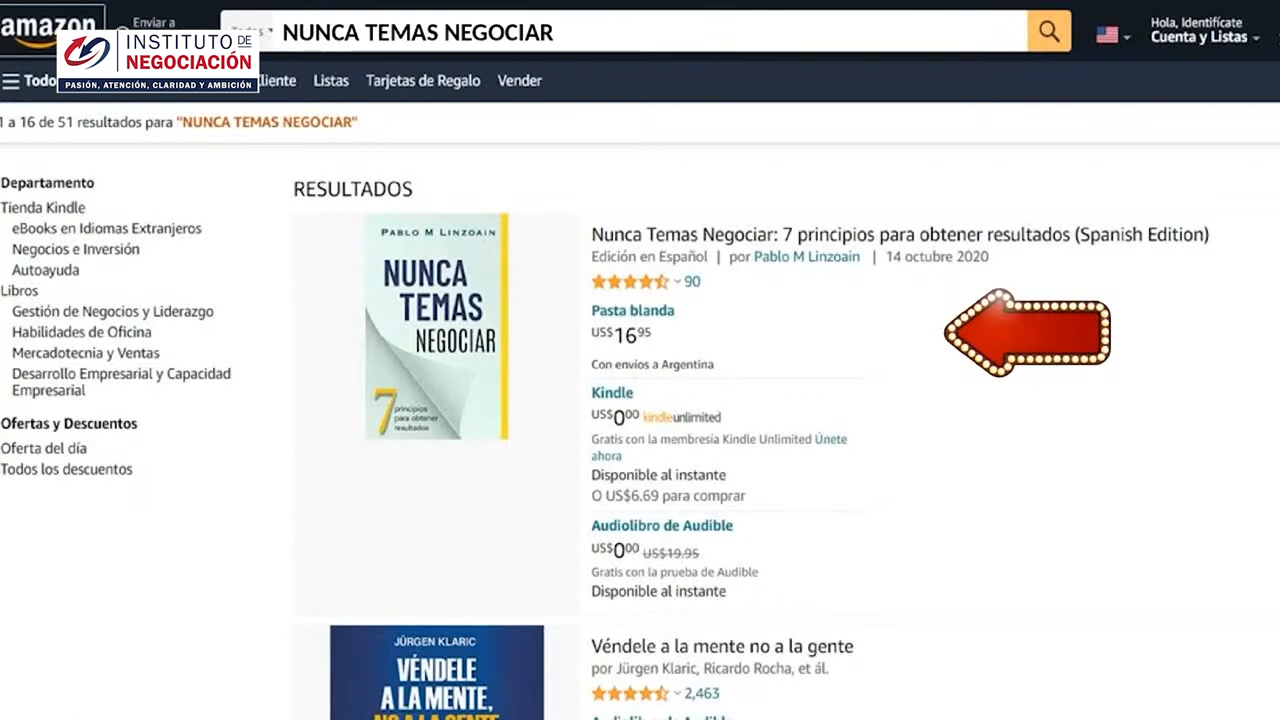 amazon
Enviar a
NUNCA TEMAS NEGOCIAR
Hola, Identifícate
Cuenta y Listas
INSTITUTO DE
NEGOCIACIÓN
PASIÓN, ATENCIÓN, CLARIDAD Y AMBICIÓN
Todo
Cliente
Listas
Tarjetas de Regalo
Vender
1 a 16 de 51 resultados para "NUNCA TEMAS NEGOCIAR"
Departamento
Tienda Kindle
eBooks en Idiomas Extranjeros
Negocios e Inversión
Autoayuda
Libros
Gestión de Negocios y Liderazgo
Habilidades de Oficina
Mercadotecnia y Ventas
Desarrollo Empresarial y Capacidad
Empresarial
Ofertas y Descuentos
Oferta del día
Todos los descuentos
RESULTADOS
PABLO M LINZOAIN
NUNCA
TEMAS
NEGOCIAR
7 principios
para obtener
resultados
Nunca Temas Negociar: 7 principios para obtener resultados (Spanish Edition)
Edición en Español | por Pablo M Linzoain | 14 octubre 2020
90
Pasta blanda
US$16.95
Con envíos a Argentina
Kindle
US$0.00 kindleunlimited
Gratis con la membresía Kindle Unlimited Únete
ahora
Disponible al instante
O US$6.69 para comprar
Audiolibro de Audible
US$0.00 US$19.95
Gratis con la prueba de Audible
Disponible al instante
JÜRGEN KLARIC
VÉNDELE
A LA MENTE,
NO A LA GENTE
Véndele a la mente no a la gente
por Jürgen Klaric, Ricardo Rocha, et ál.
2,463
Audiolibro de Audible